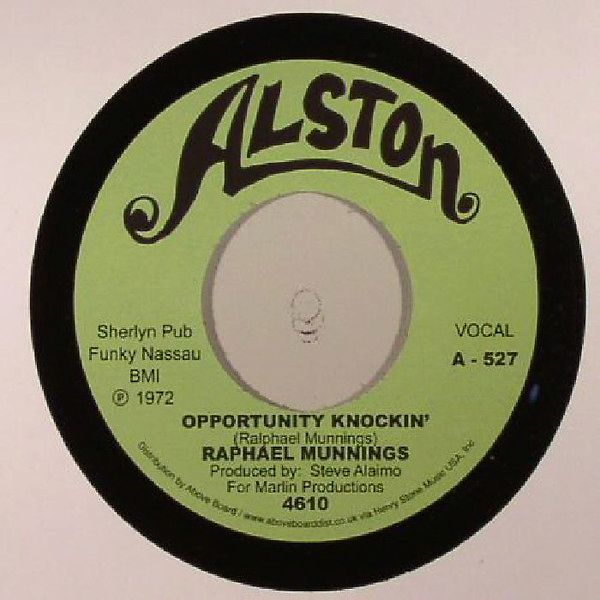 ALSTON
Sherlyn Pub
Funky Nassau
BMI
℗ 1972
VOCAL
A - 527
OPPORTUNITY KNOCKIN'
(Ralphael Munnings)
RAPHAEL MUNNINGS
Produced by: Steve Alaimo
For Marlin Productions
4610
Distribution by Above Board / www.aboveboarddist.co.uk via Henry Stone Music USA, Inc